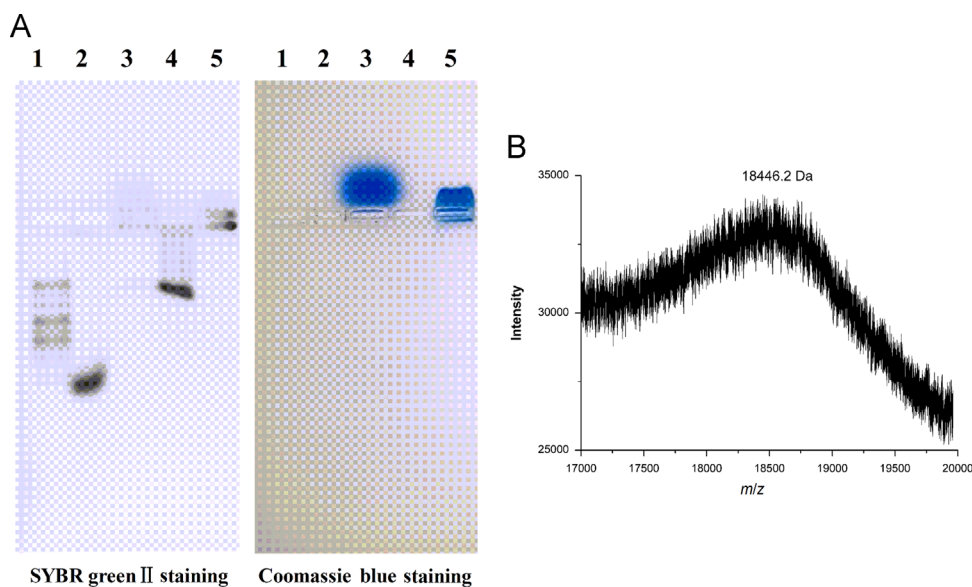 A
1 2 3 4 5
1 2 3 4 5
SYBR green Ⅱ staining
Coomassie blue staining
B
18446.2 Da
35000
30000
25000
Intensity
17000 17500 18000 18500 19000 19500 20000
m/z